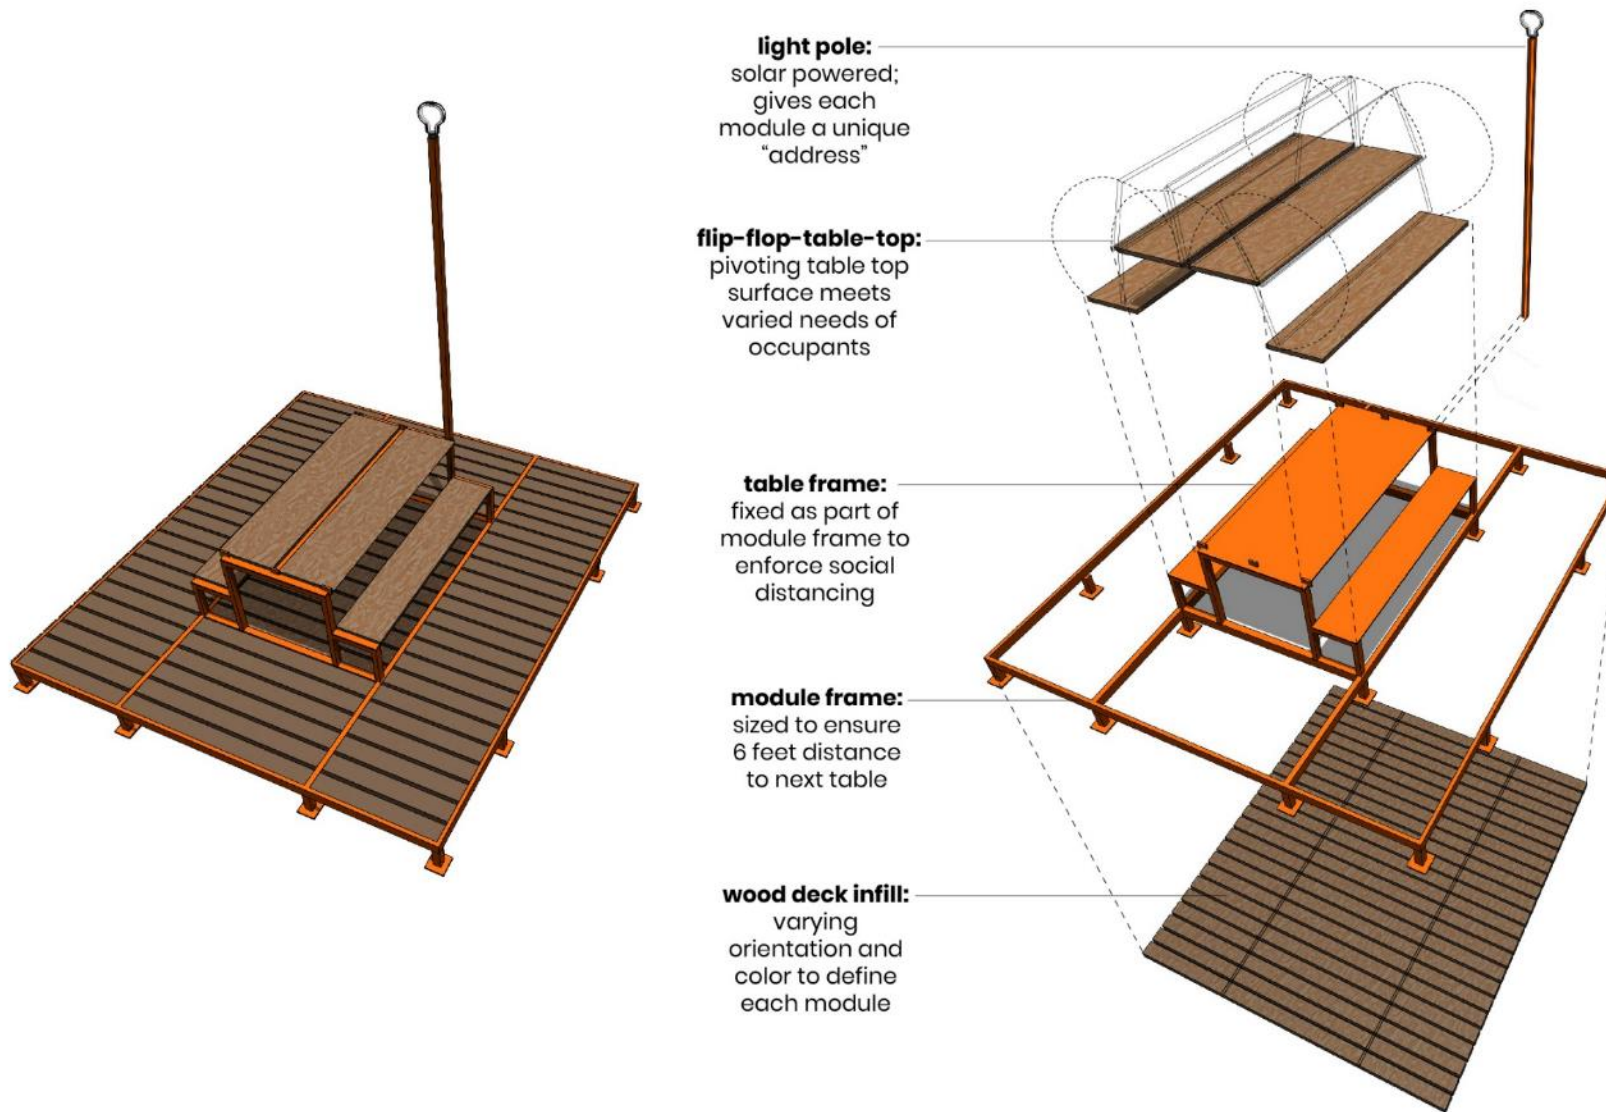 light pole:
solar powered;
gives each
module a unique
“address”
flip-flop-table-top:
pivoting table top
surface meets
varied needs of
occupants
table frame:
fixed as part of
module frame to
enforce social
distancing
module frame:
sized to ensure
6 feet distance
to next table
wood deck infill:
varying
orientation and
color to define
each module